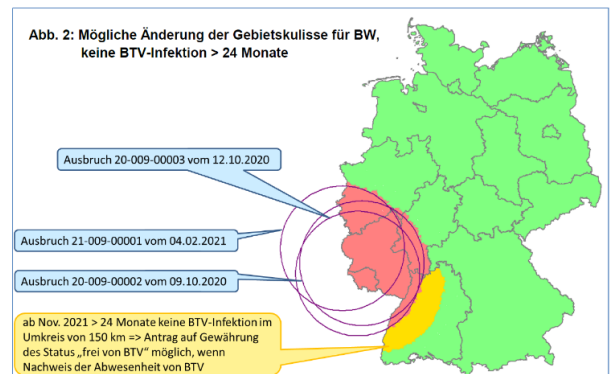 Abb. 2: Mögliche Änderung der Gebietskulisse für BW,
keine BTV-Infektion > 24 Monate
Ausbruch 20-009-00003 vom 12.10.2020
Ausbruch 21-009-00001 vom 04.02.2021
Ausbruch 20-009-00002 vom 09.10.2020
ab Nov. 2021 > 24 Monate keine BTV-Infektion im
Umkreis von 150 km => Antrag auf Gewährung
des Status „frei von BTV" möglich, wenn
Nachweis der Abwesenheit von BTV